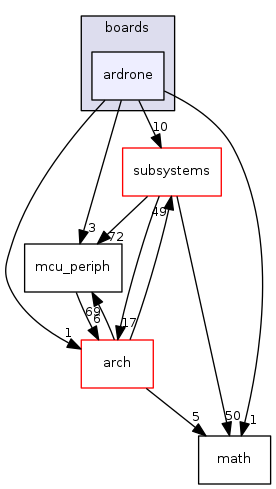 boards
ardrone
10
subsystems
49
3
72
mcu_periph
69
6
17
1
arch
5
50
1
math